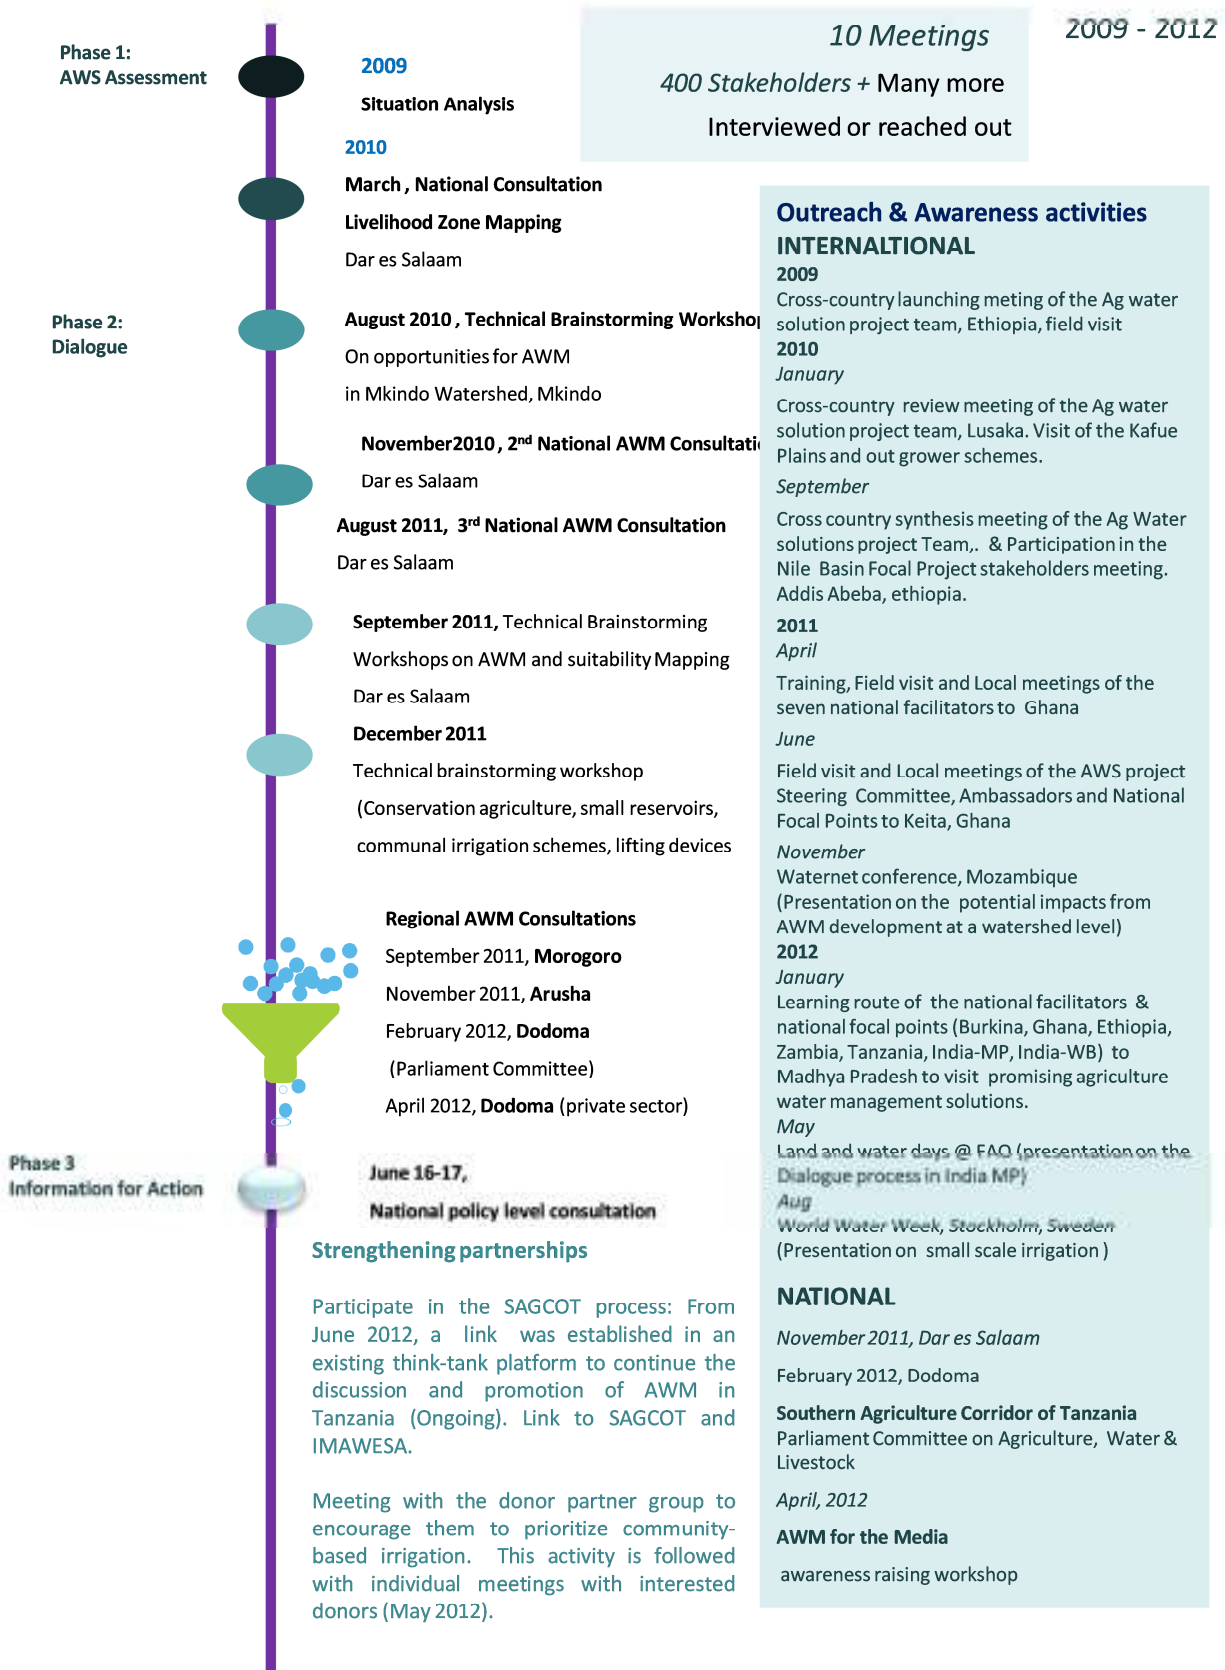 2009 - 2012
10 Meetings
400 Stakeholders + Many more
Interviewed or reached out
Phase 1:
AWS Assessment
2009
Situation Analysis
2010
March , National Consultation
Livelihood Zone Mapping
Dar es Salaam
Phase 2:
Dialogue
August 2010 , Technical Brainstorming Workshop
On opportunities for AWM
in Mkindo Watershed, Mkindo
November2010 , 2nd National AWM Consultati
Dar es Salaam
August 2011, 3rd National AWM Consultation
Dar es Salaam
September 2011, Technical Brainstorming
Workshops on AWM and suitability Mapping
Dar es Salaam
December 2011
Technical brainstorming workshop
(Conservation agriculture, small reservoirs,
communal irrigation schemes, lifting devices
Regional AWM Consultations
September 2011, Morogoro
November 2011, Arusha
February 2012, Dodoma
(Parliament Committee)
April 2012, Dodoma (private sector)
Phase 3
Information for Action
June 16-17,
National policy level consultation
Strengthening partnerships
Participate in the SAGCOT process: From
June 2012, a link was established in an
existing think-tank platform to continue the
discussion and promotion of AWM in
Tanzania (Ongoing). Link to SAGCOT and
IMAWESA.
Meeting with the donor partner group to
encourage them to prioritize community-
based irrigation. This activity is followed
with individual meetings with interested
donors (May 2012).
Outreach & Awareness activities
INTERNALTIONAL
2009
Cross-country launching meting of the Ag water
solution project team, Ethiopia, field visit
2010
January
Cross-country review meeting of the Ag water
solution project team, Lusaka. Visit of the Kafue
Plains and out grower schemes.
September
Cross country synthesis meeting of the Ag Water
solutions project Team,. & Participation in the
Nile Basin Focal Project stakeholders meeting.
Addis Abeba, ethiopia.
2011
April
Training, Field visit and Local meetings of the
seven national facilitators to Ghana
June
Field visit and Local meetings of the AWS project
Steering Committee, Ambassadors and National
Focal Points to Keita, Ghana
November
Waternet conference, Mozambique
(Presentation on the potential impacts from
AWM development at a watershed level)
2012
January
Learning route of the national facilitators &
national focal points (Burkina, Ghana, Ethiopia,
Zambia, Tanzania, India-MP, India-WB) to
Madhya Pradesh to visit promising agriculture
water management solutions.
May
Land and water days @ FAO (presentation on the
Dialogue process in India MP)
Aug
World Water Week, Stockholm, Sweden
(Presentation on small scale irrigation )
NATIONAL
November 2011, Dar es Salaam
February 2012, Dodoma
Southern Agriculture Corridor of Tanzania
Parliament Committee on Agriculture, Water &
Livestock
April, 2012
AWM for the Media
awareness raising workshop